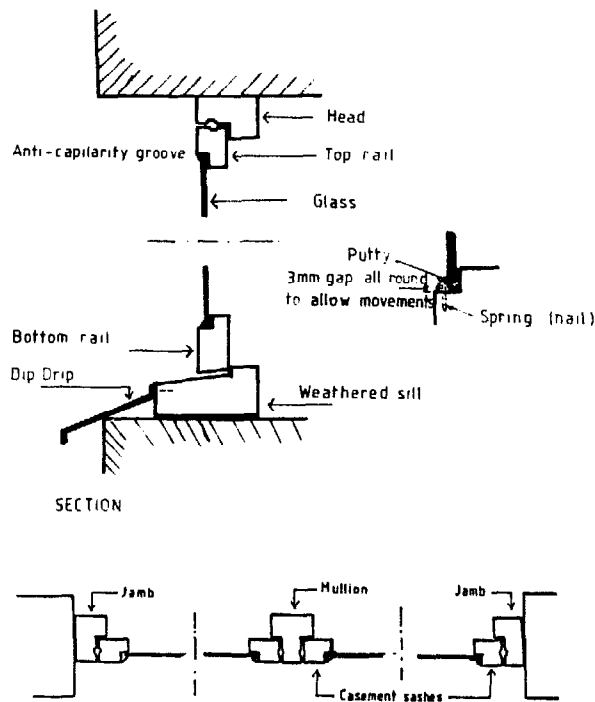 Head
Anti-capilarity groove
Top rail
Glass
Putty
3mm gap all round
to allow movements
Spring (nail)
Bottom rail
Dip Drip
Weathered sill
SECTION
Jamb
Mullion
Jamb
Casement sashes